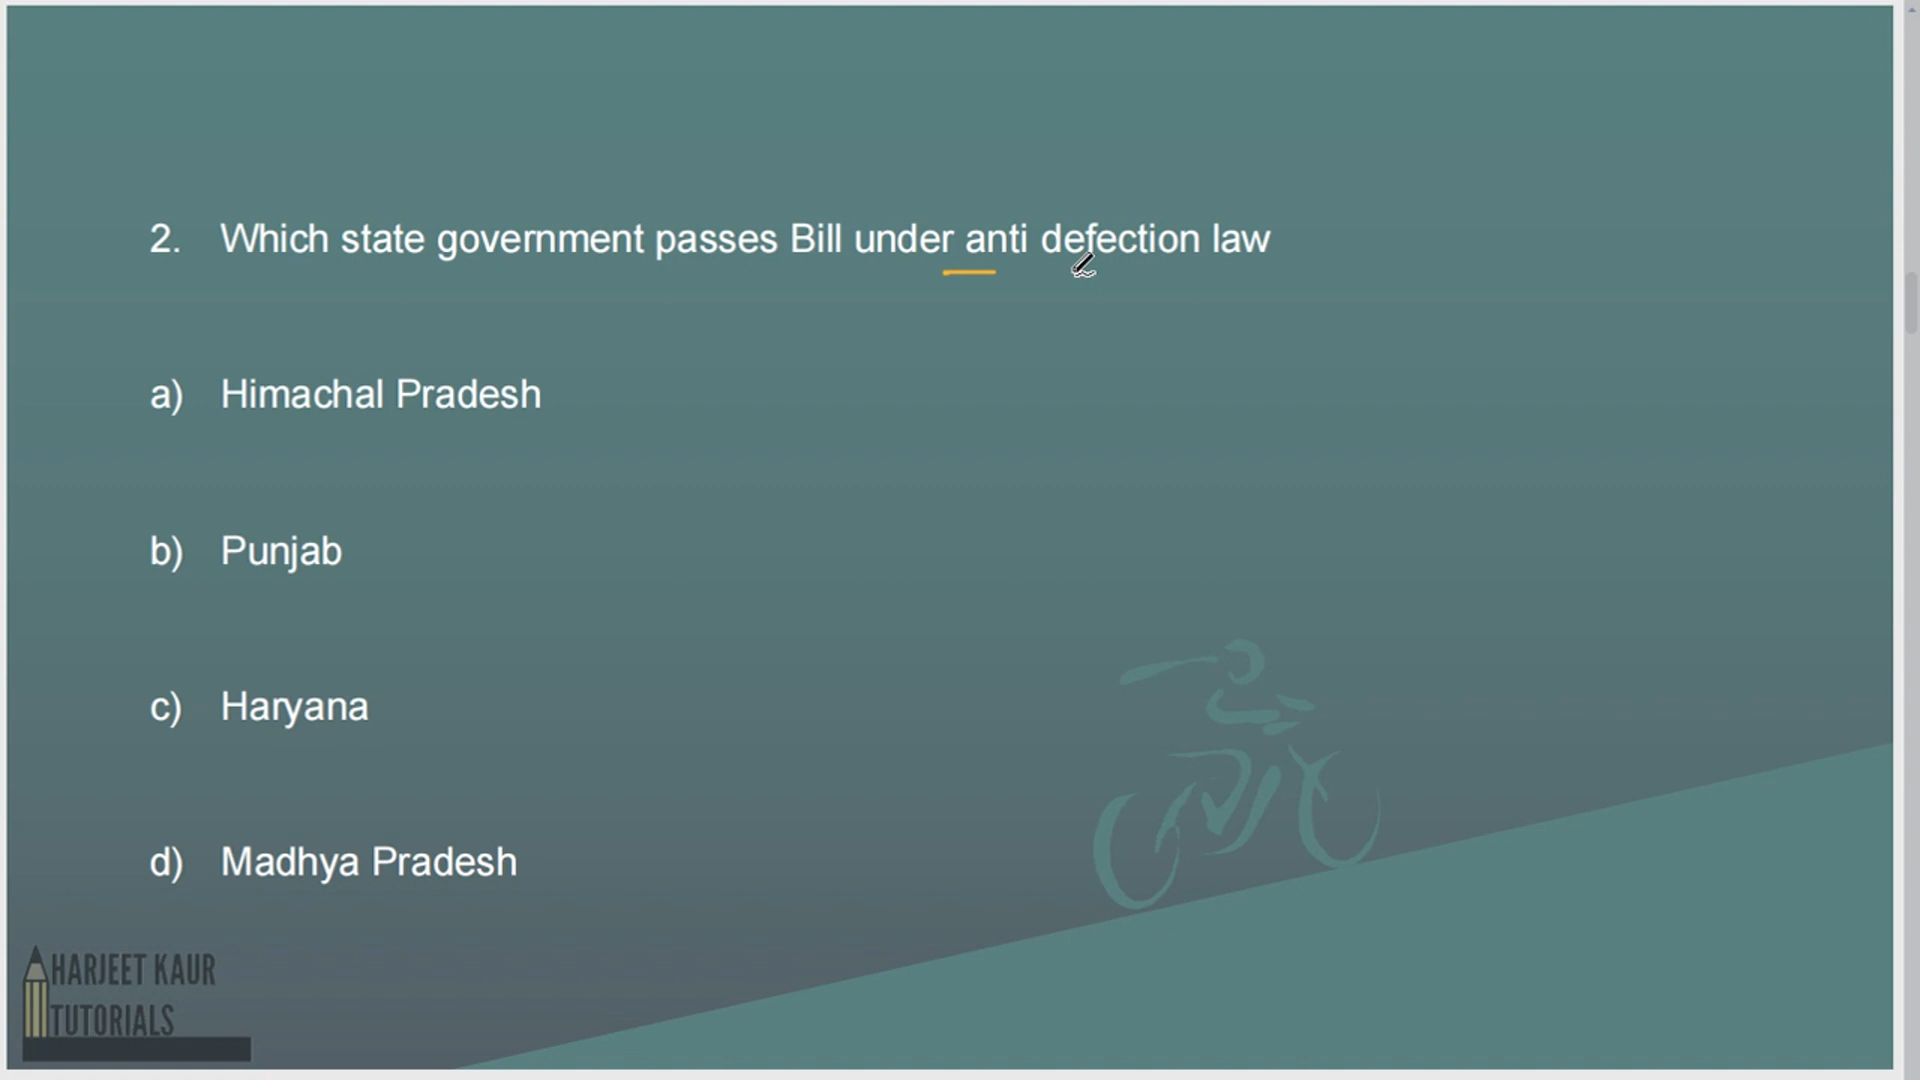 2. Which state government passes Bill under anti defection law
a) Himachal Pradesh
b) Punjab
c) Haryana
d) Madhya Pradesh
HARJEET KAUR
TUTORIALS